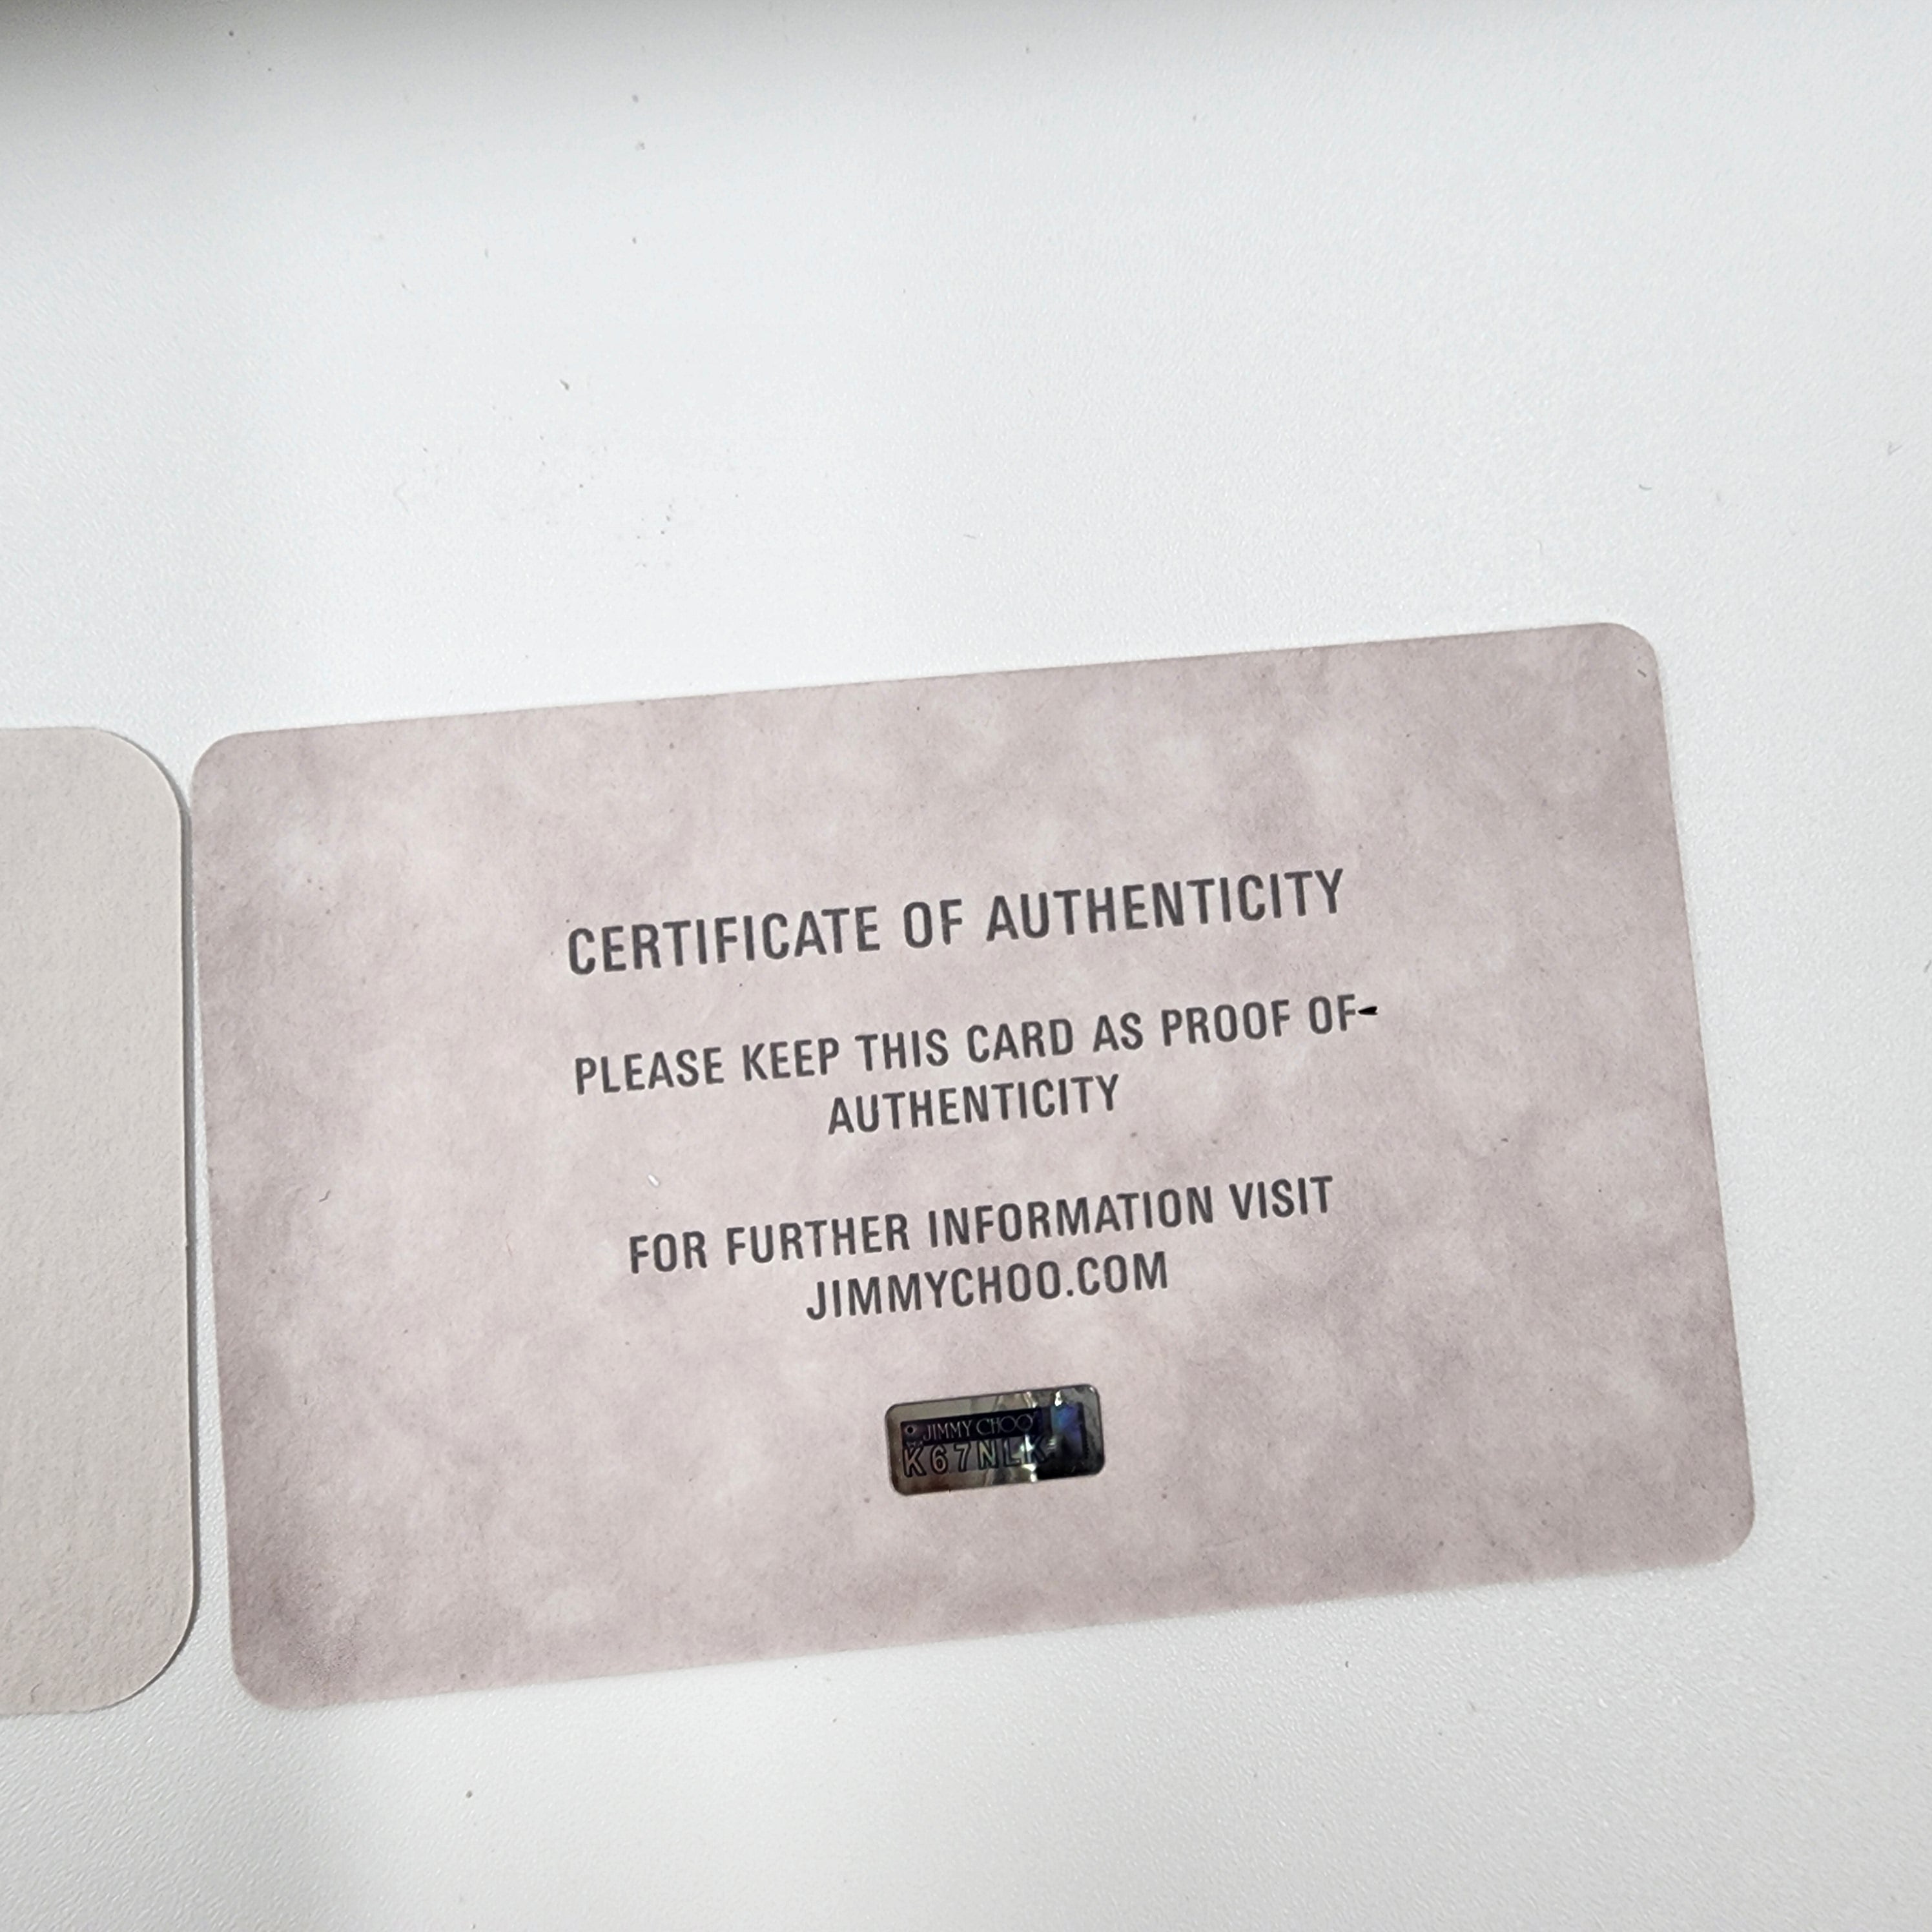 CERTIFICATE OF AUTHENTICITY
PLEASE KEEP THIS CARD AS PROOF OF-
AUTHENTICITY
FOR FURTHER INFORMATION VISIT
JIMMYCHOO.COM
JIMMY CHOO